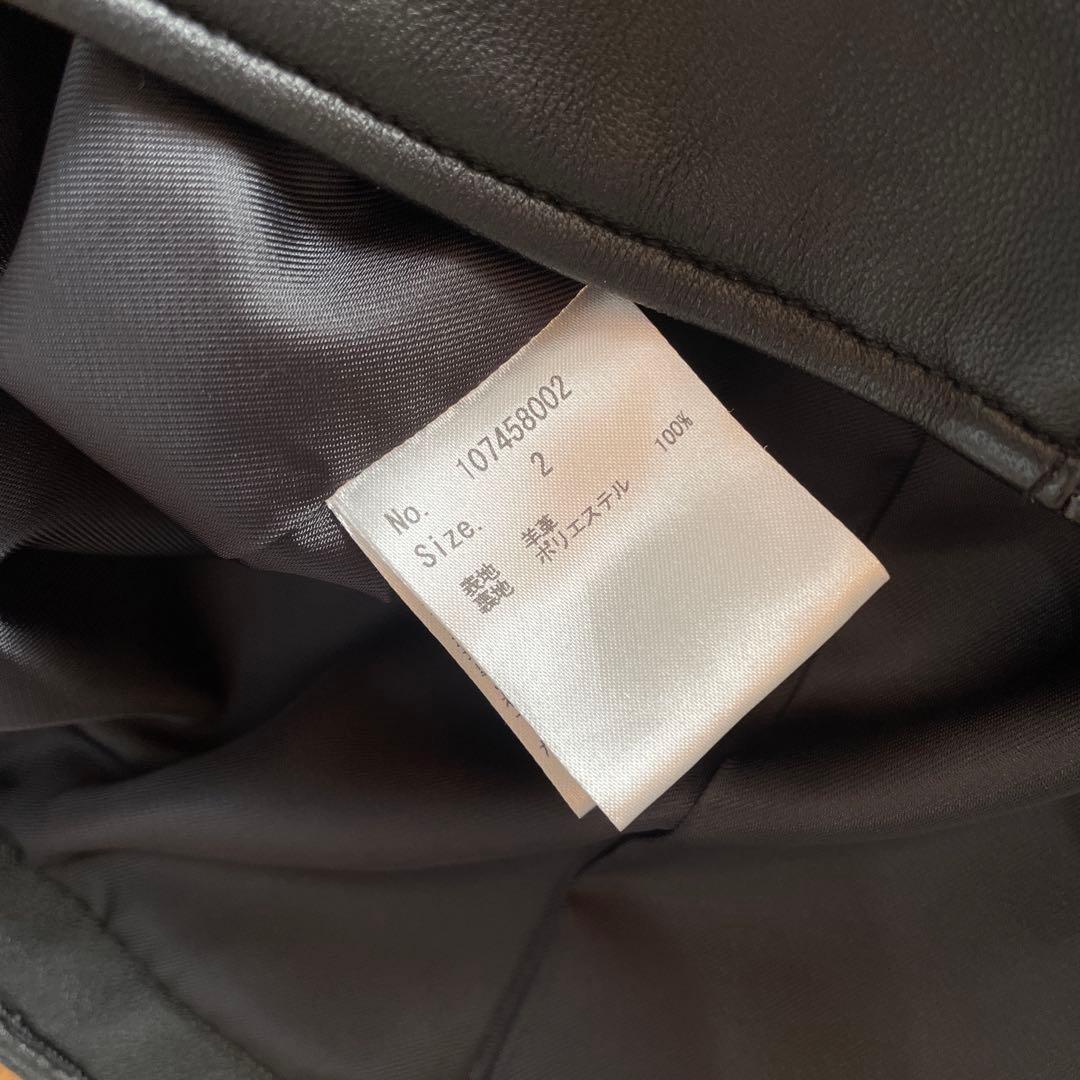 No. 107458002
Size. 2
表地 羊革
裏地 ポリエステル 100%